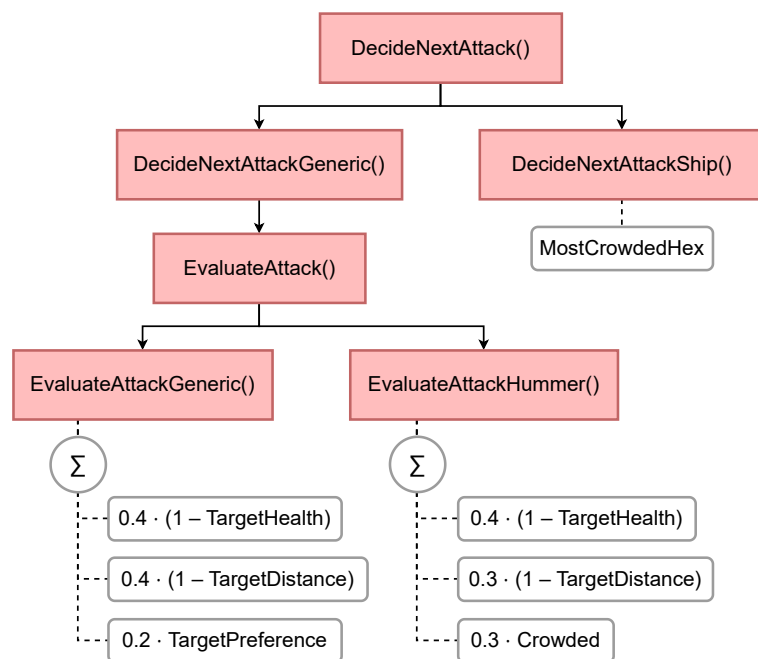 DecideNextAttack()
DecideNextAttackGeneric()
DecideNextAttackShip()
MostCrowdedHex
EvaluateAttack()
EvaluateAttackGeneric()
EvaluateAttackHummer()
Σ
Σ
0.4 · (1 – TargetHealth)
0.4 · (1 – TargetHealth)
0.4 · (1 – TargetDistance)
0.3 · (1 – TargetDistance)
0.2 · TargetPreference
0.3 · Crowded